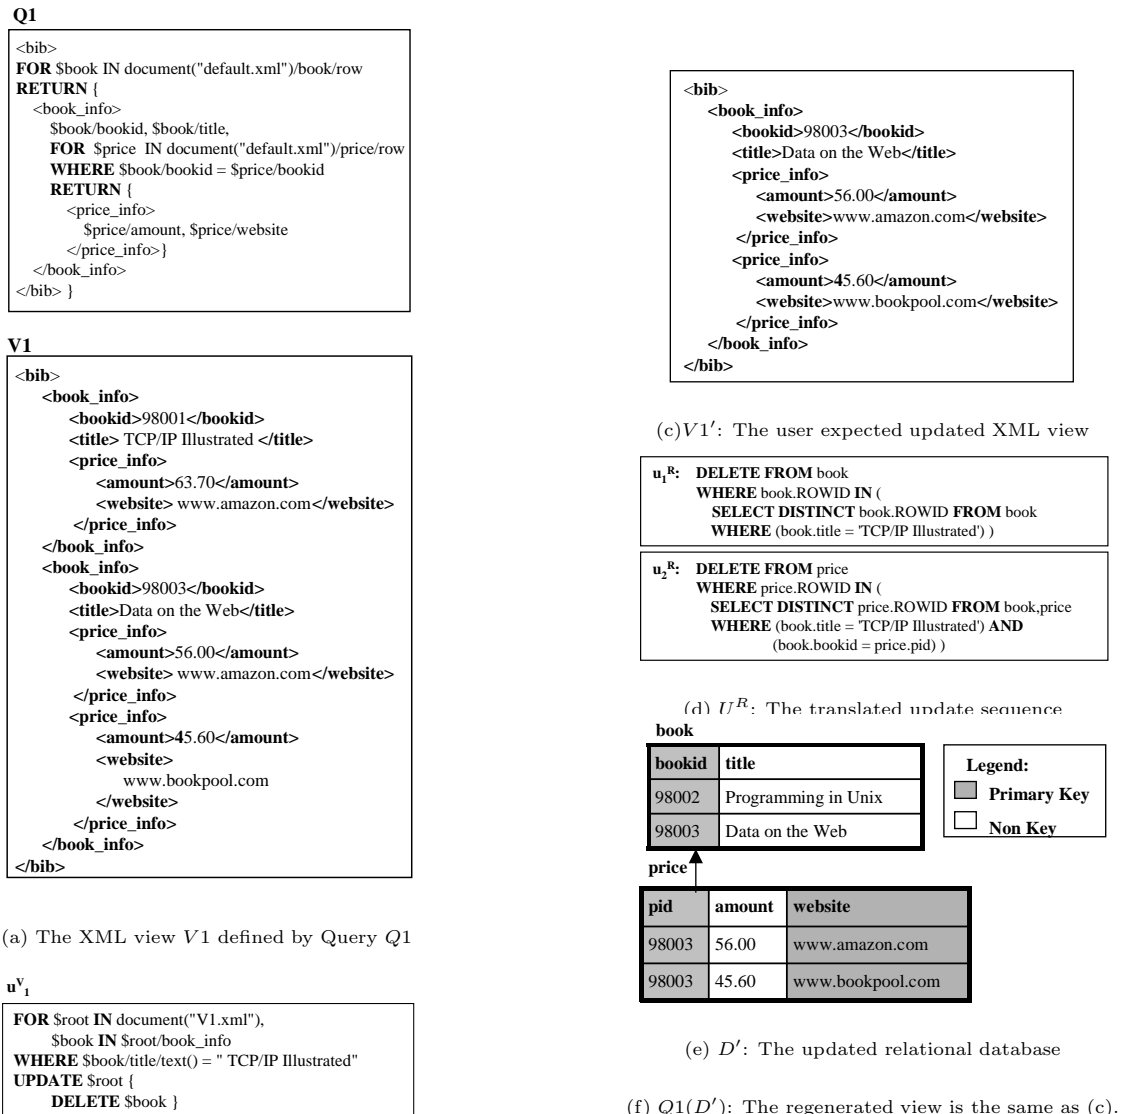 Q1
<bib>
FOR $book IN document("default.xml")/book/row
RETURN {
<book_info>
$book/bookid, $book/title,
FOR $price IN document("default.xml")/price/row
WHERE $book/bookid = $price/bookid
RETURN {
<price_info>
$price/amount, $price/website
</price_info>}
</book_info>
</bib> }
V1
<bib>
<book_info>
<bookid>98001</bookid>
<title> TCP/IP Illustrated </title>
<price_info>
<amount>63.70</amount>
<website> www.amazon.com</website>
</price_info>
</book_info>
<book_info>
<bookid>98003</bookid>
<title>Data on the Web</title>
<price_info>
<amount>56.00</amount>
<website> www.amazon.com</website>
</price_info>
<price_info>
<amount>45.60</amount>
<website>
www.bookpool.com
</website>
</price_info>
</book_info>
</bib>
(a) The XML view V1 defined by Query Q1
u^V_1
FOR $root IN document("V1.xml"),
$book IN $root/book_info
WHERE $book/title/text() = " TCP/IP Illustrated"
UPDATE $root {
DELETE $book }
<bib>
<book_info>
<bookid>98003</bookid>
<title>Data on the Web</title>
<price_info>
<amount>56.00</amount>
<website>www.amazon.com</website>
</price_info>
<price_info>
<amount>45.60</amount>
<website>www.bookpool.com</website>
</price_info>
</book_info>
</bib>
(c)V1′: The user expected updated XML view
u_1^R: DELETE FROM book
WHERE book.ROWID IN (
SELECT DISTINCT book.ROWID FROM book
WHERE (book.title = 'TCP/IP Illustrated') )
u_2^R: DELETE FROM price
WHERE price.ROWID IN (
SELECT DISTINCT price.ROWID FROM book,price
WHERE (book.title = 'TCP/IP Illustrated') AND
(book.bookid = price.pid) )
(d) U^R: The translated update sequence
book
bookid title
98002 Programming in Unix
98003 Data on the Web
Legend:
Primary Key
Non Key
price
pid amount website
98003 56.00 www.amazon.com
98003 45.60 www.bookpool.com
(e) D′: The updated relational database
(f) Q1(D′): The regenerated view is the same as (c).